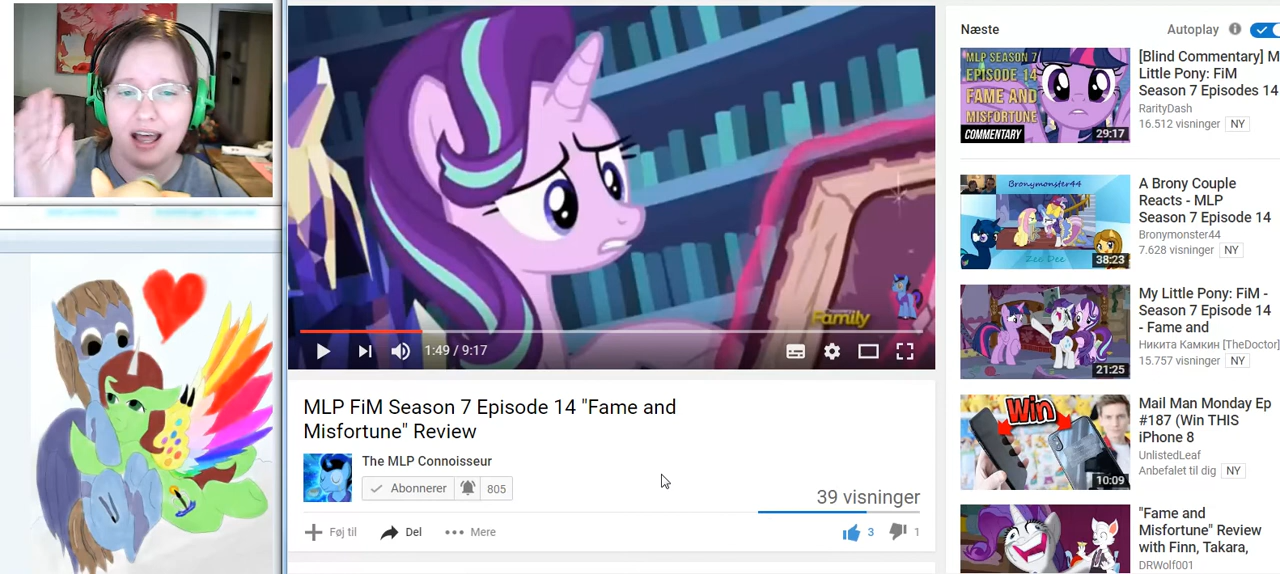 Family
1:49 / 9:17
MLP FiM Season 7 Episode 14 "Fame and
Misfortune" Review
The MLP Connoisseur
Abonnerer
805
39 visninger
Føj til
Del
Mere
3
1
Næste
Autoplay
MLP SEASON 7
EPISODE 14
FAME AND
MISFORTUNE
COMMENTARY
29:17
[Blind Commentary] M
Little Pony: FiM
Season 7 Episodes 14
RarityDash
16.512 visninger NY
Bronymonster44
Zee Dee
38:23
A Brony Couple
Reacts - MLP
Season 7 Episode 14
Bronymonster44
7.628 visninger NY
21:25
My Little Pony: FiM -
Season 7 Episode 14
- Fame and
Никита Камкин [TheDoctor]
15.757 visninger NY
Win
10:09
Mail Man Monday Ep
#187 (Win THIS
iPhone 8
UnlistedLeaf
Anbefalet til dig NY
"Fame and
Misfortune" Review
with Finn, Takara,
DRWolf001